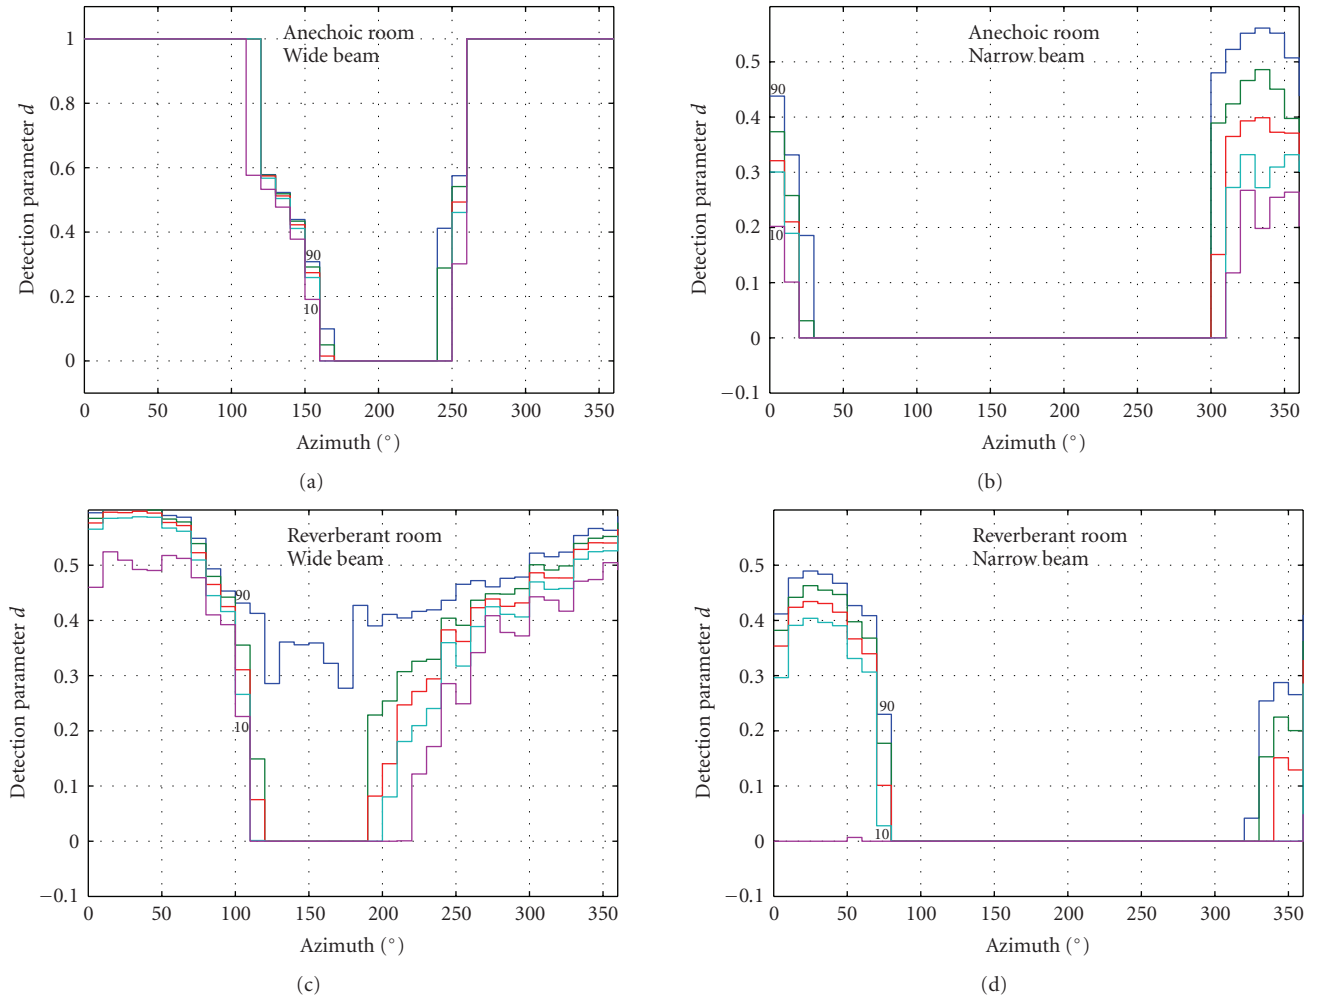 Anechoic room
Wide beam
1
0.8
0.6
0.4
0.2
0
90
10
Detection parameter d
0 50 100 150 200 250 300 350
Azimuth (°)
(a)
Anechoic room
Narrow beam
0.5
0.4
0.3
0.2
0.1
0
−0.1
90
10
Detection parameter d
0 50 100 150 200 250 300 350
Azimuth (°)
(b)
Reverberant room
Wide beam
0.5
0.4
0.3
0.2
0.1
0
−0.1
90
10
Detection parameter d
0 50 100 150 200 250 300 350
Azimuth (°)
(c)
Reverberant room
Narrow beam
0.5
0.4
0.3
0.2
0.1
0
−0.1
90
10
Detection parameter d
0 50 100 150 200 250 300 350
Azimuth (°)
(d)